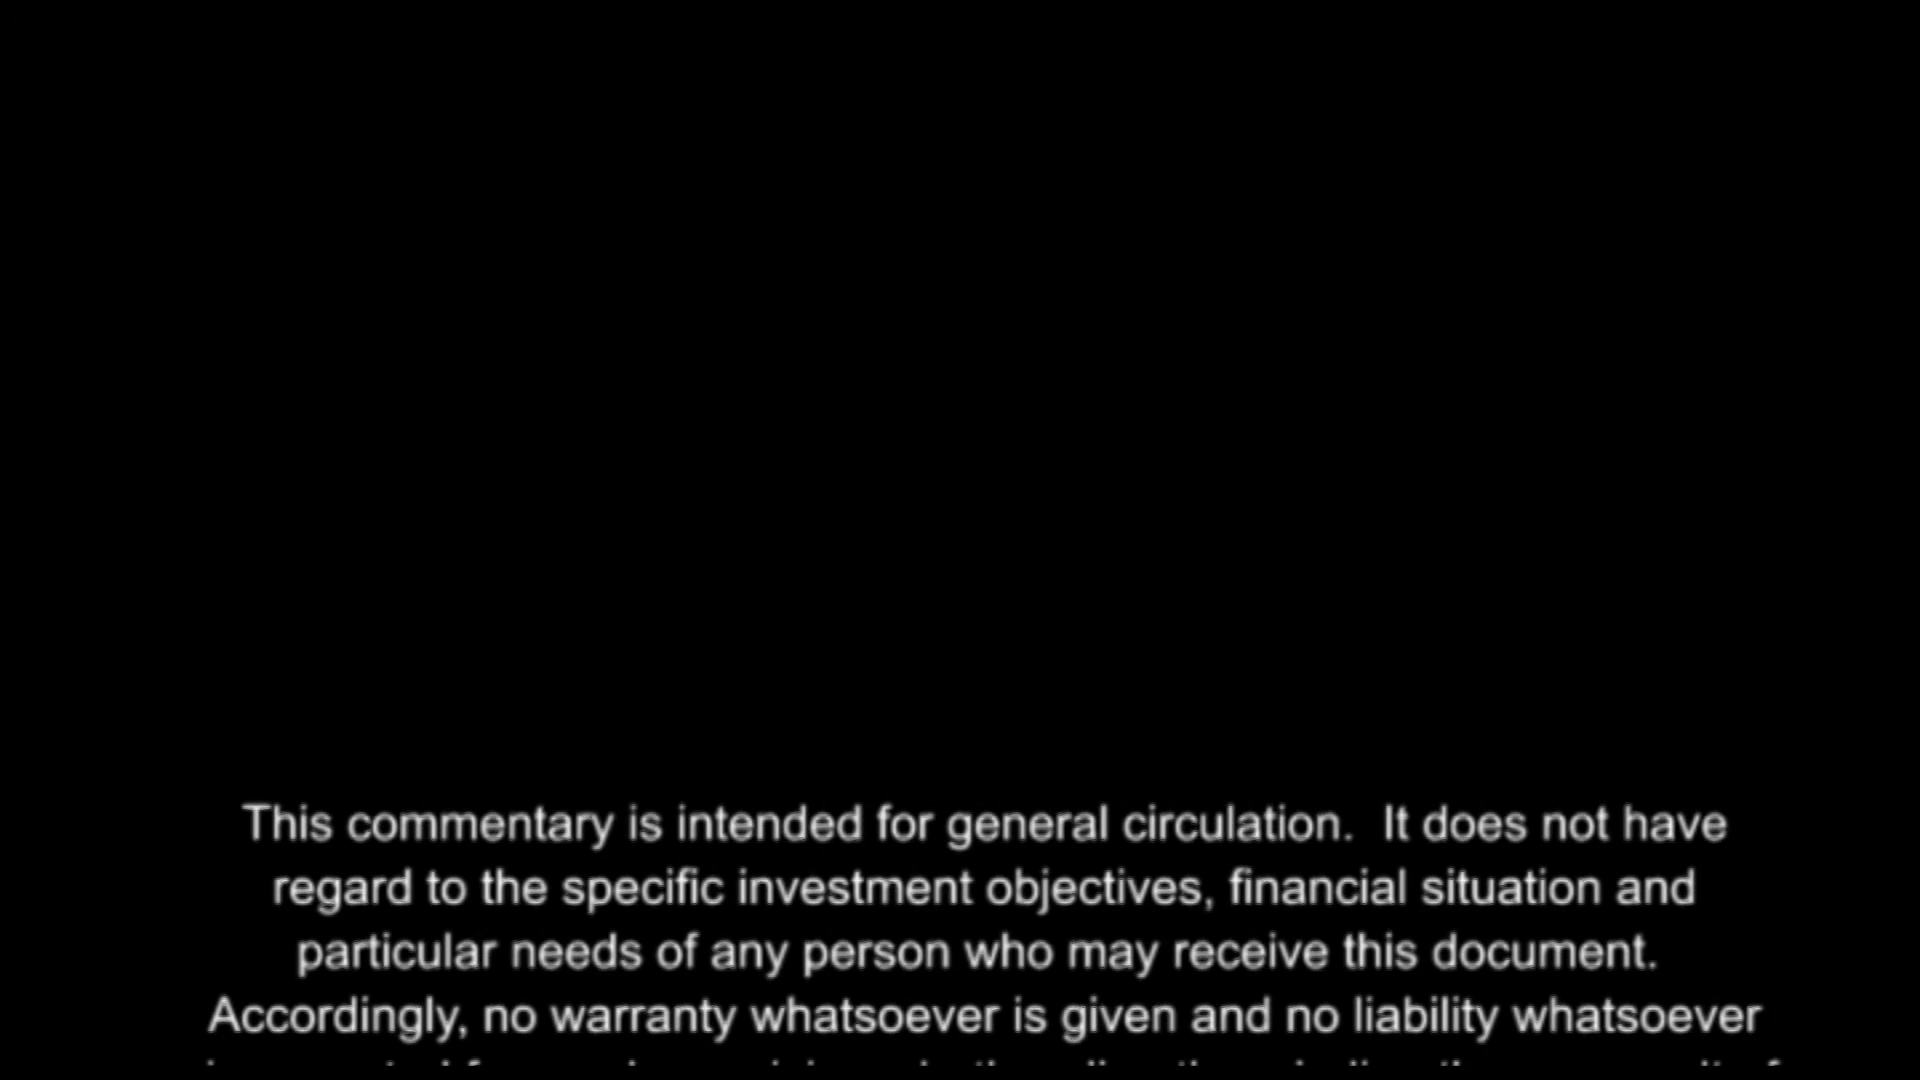 This commentary is intended for general circulation.  It does not have
regard to the specific investment objectives, financial situation and
particular needs of any person who may receive this document.
Accordingly, no warranty whatsoever is given and no liability whatsoever